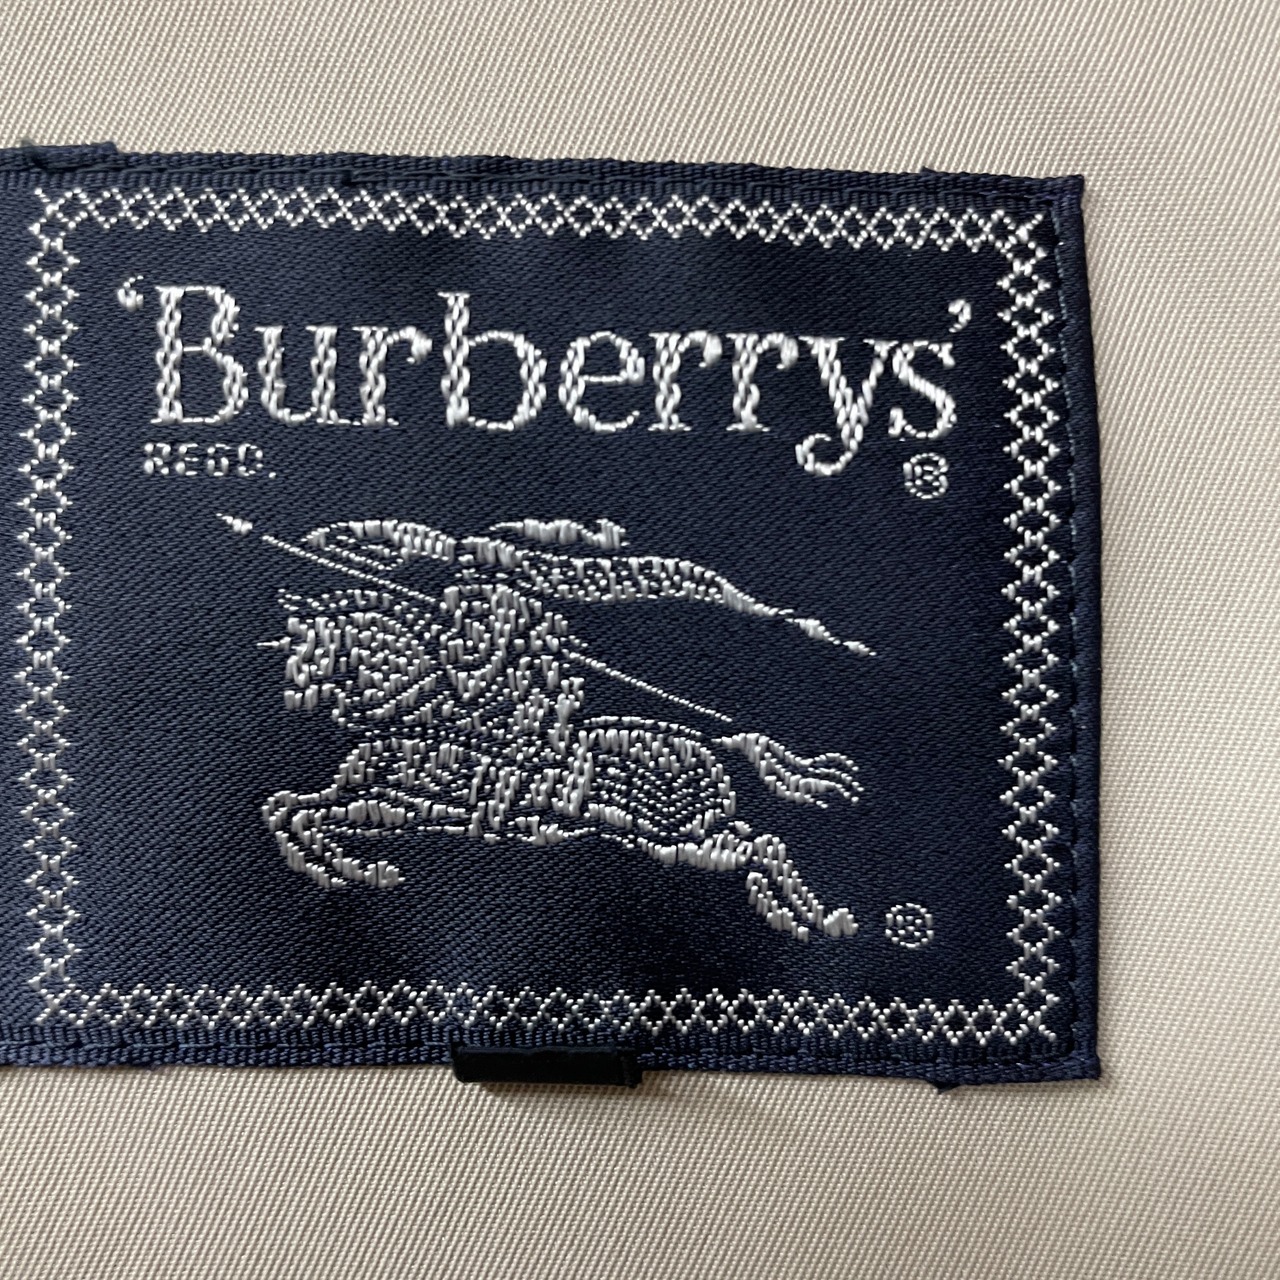 ‘Burberrys’
REGD.
®
®